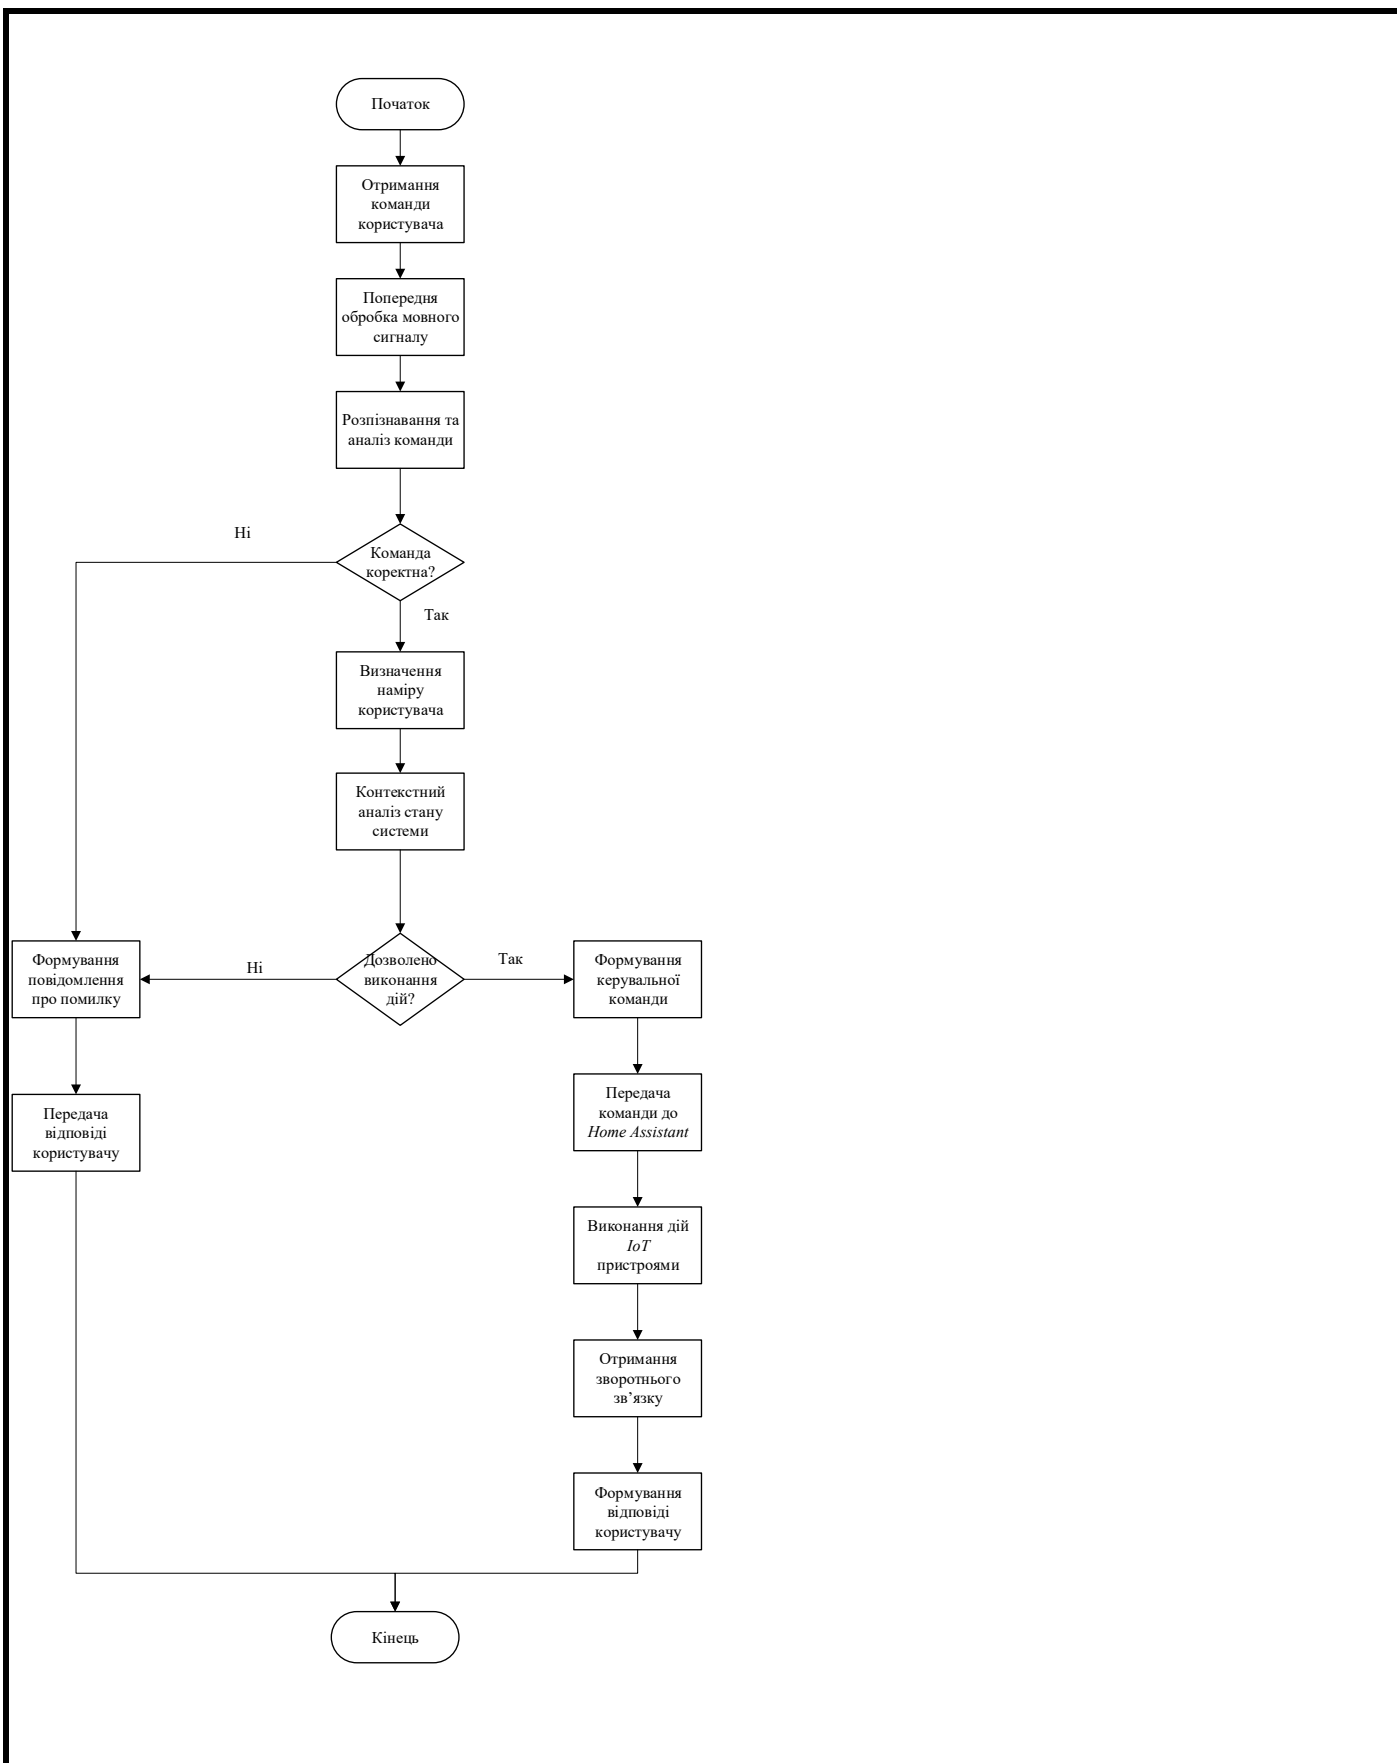 Початок
Отримання
команди
користувача
Попередня
обробка мовного
сигналу
Розпізнавання та
аналіз команди
Ні
Команда
коректна?
Так
Визначення
наміру
користувача
Контекстний
аналіз стану
системи
Формування
повідомлення
про помилку
Ні
Дозволено
виконання
дій?
Так
Формування
керувальної
команди
Передача
відповіді
користувачу
Передача
команди до
Home Assistant
Виконання дій
IoT
пристроями
Отримання
зворотнього
зв’язку
Формування
відповіді
користувачу
Кінець